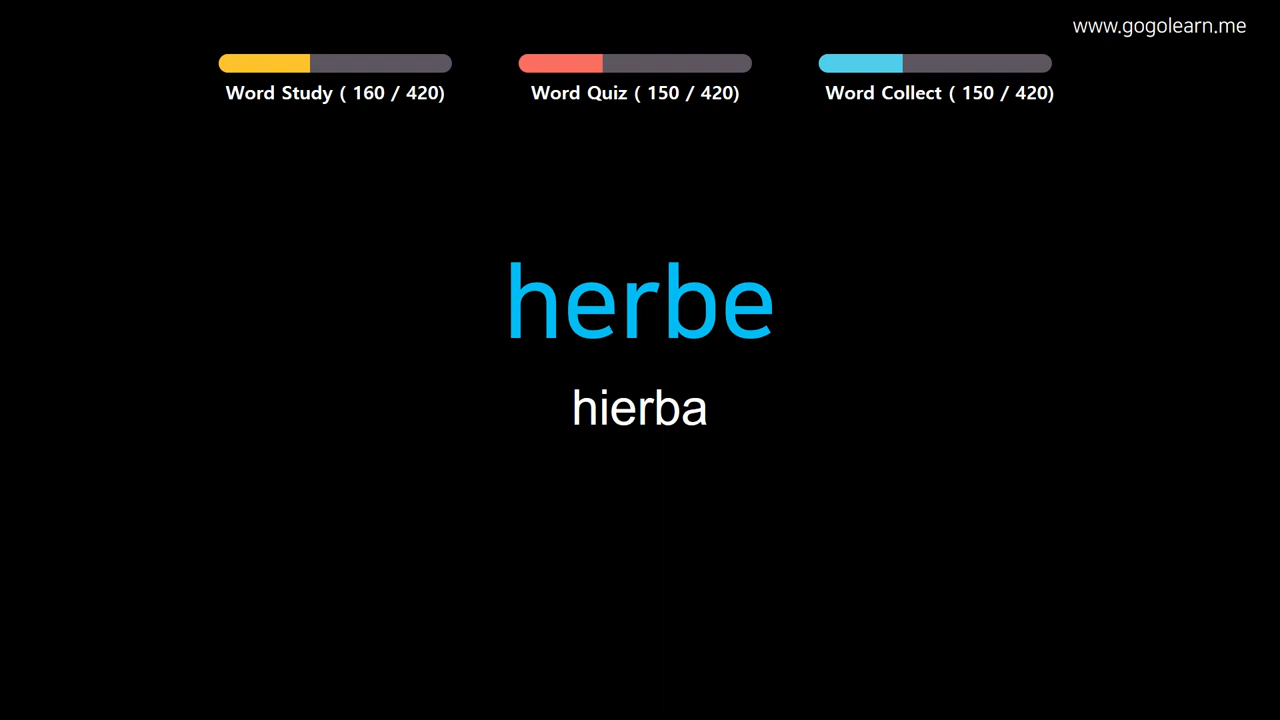 www.gogolearn.me
Word Study ( 160 / 420)
Word Quiz ( 150 / 420)
Word Collect ( 150 / 420)
herbe
hierba